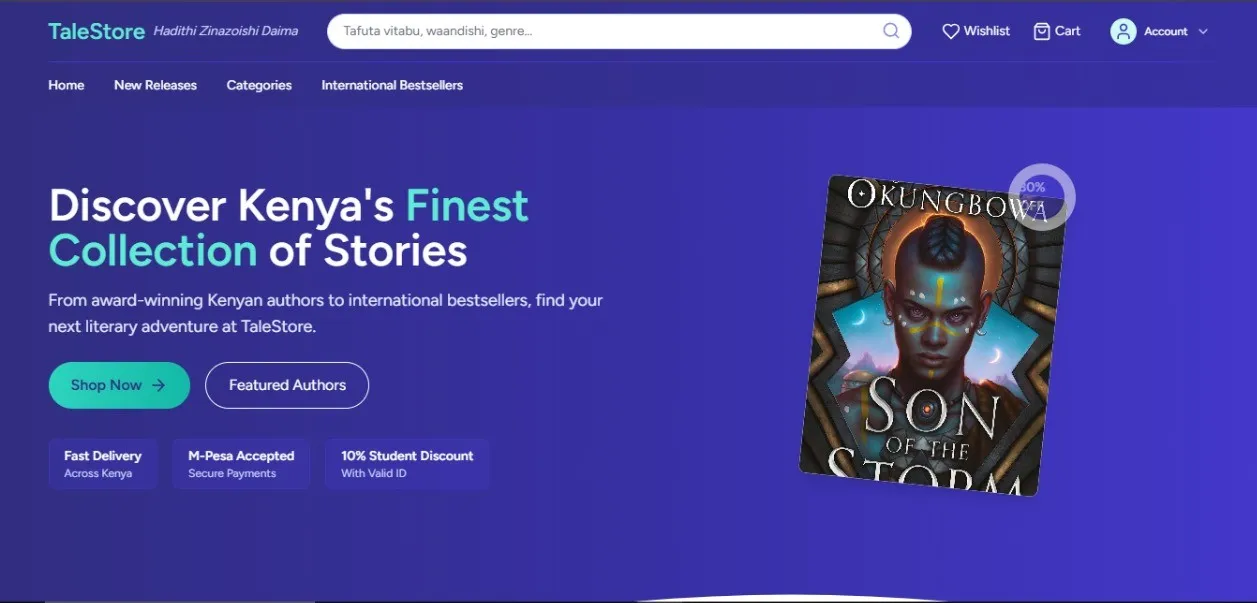 TaleStore
Hadithi Zinazoishi Daima
Tafuta vitabu, waandishi, genre...
Wishlist
Cart
Account
Home
New Releases
Categories
International Bestsellers
Discover Kenya's Finest
Collection of Stories
From award-winning Kenyan authors to international bestsellers, find your
next literary adventure at TaleStore.
Shop Now
Featured Authors
Fast Delivery
Across Kenya
M-Pesa Accepted
Secure Payments
10% Student Discount
With Valid ID
30%
OFF
OKUNGBOWA
SON
OF THE
STORM